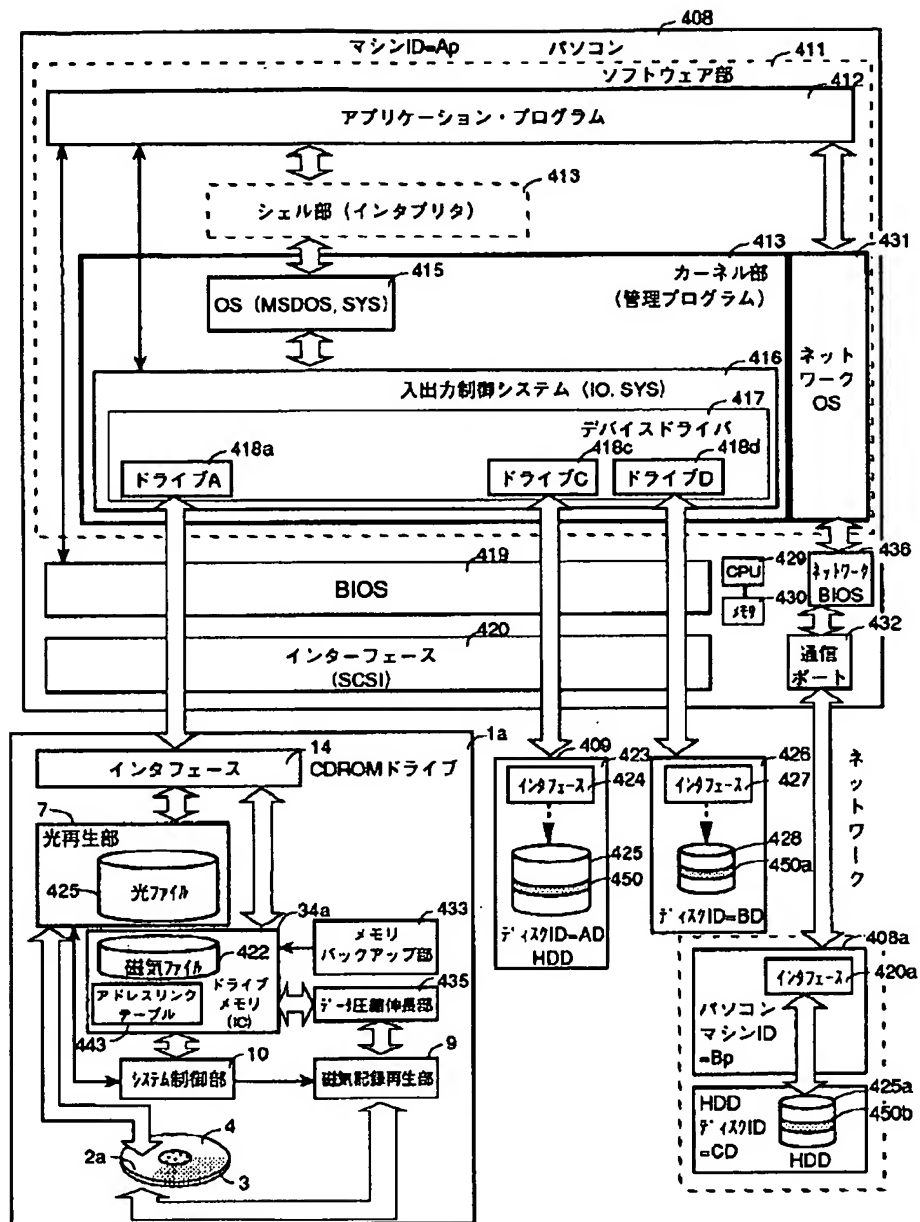 408
マシンID=Ap パソコン
411
ソフトウェア部
412
アプリケーション・プログラム
413
シェル部(インタプリタ)
413
431
カーネル部
(管理プログラム)
415
OS (MSDOS, SYS)
ネット
ワーク
OS
416
入出力制御システム (IO. SYS)
417
デバイスドライバ
418a
ドライブA
418c
ドライブC
418d
ドライブD
419
BIOS
429
CPU
430
メモリ
436
ネットワーク
BIOS
420
インターフェース
(SCSI)
432
通信
ポート
1a
14
インタフェース
CDROMドライブ
7
光再生部
425
光ファイル
34a
磁気ファイル
422
ドライブ
メモリ
(IC)
アドレスリンク
テーブル
443
433
メモリ
バックアップ部
435
データ圧縮伸長部
10
システム制御部
9
磁気記録再生部
4
2a
3
409
423
インタフェース
424
425
450
ディスクID=AD
HDD
426
インタフェース
427
428
450a
ディスクID=BD
ネットワーク
408a
インタフェース
420a
パソコン
マシンID
=Bp
425a
450b
HDD
ディスクID
=CD
HDD